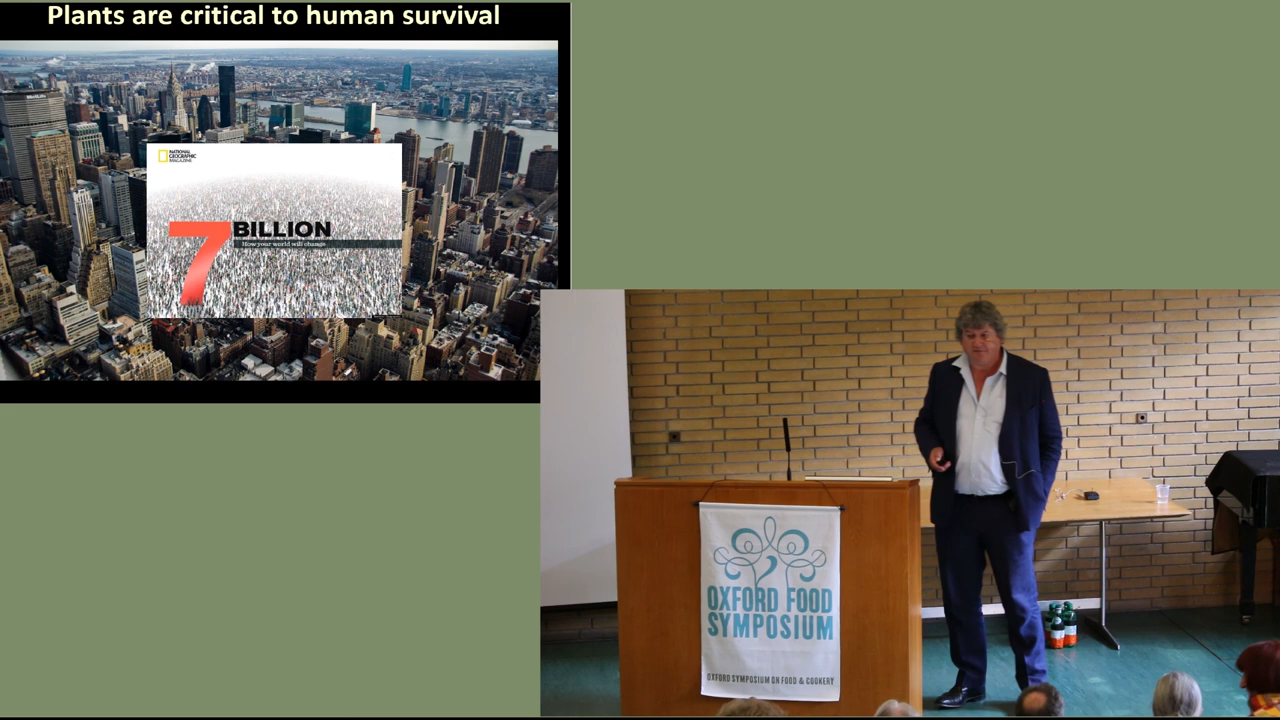 Plants are critical to human survival
NATIONAL
GEOGRAPHIC
MAGAZINE
7 BILLION
How your world will change
OXFORD FOOD
SYMPOSIUM
OXFORD SYMPOSIUM ON FOOD & COOKERY